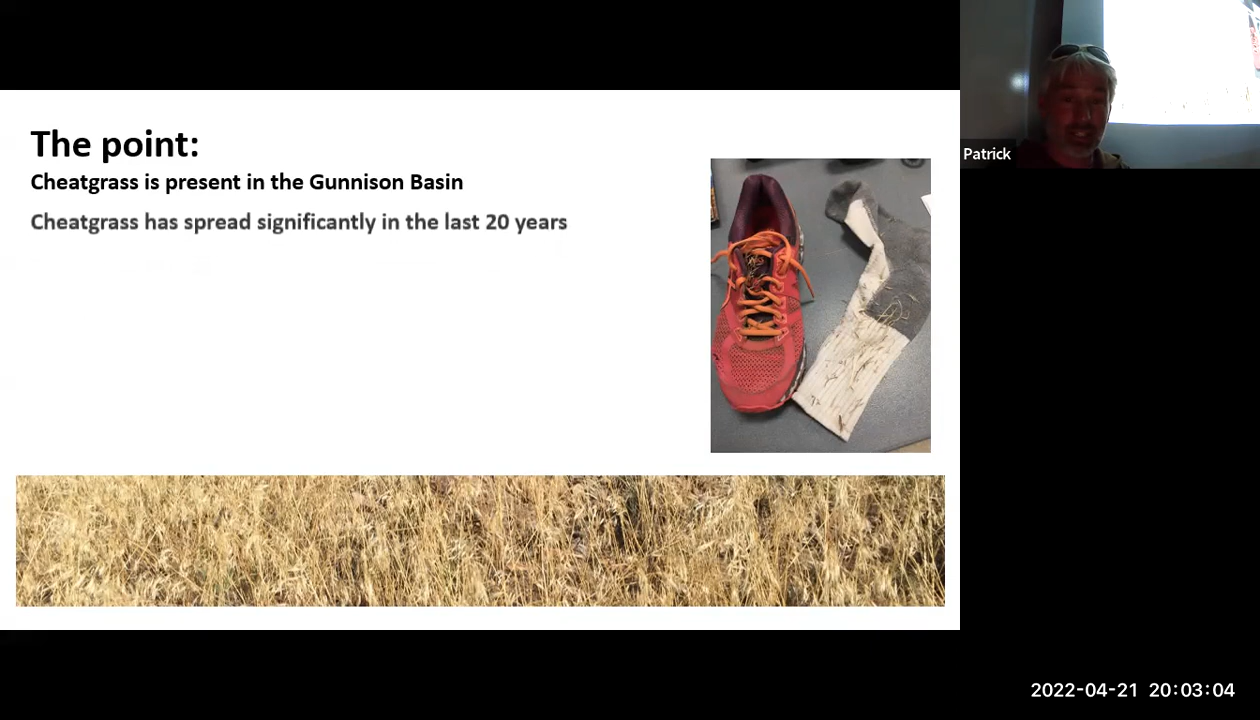 The point:
Cheatgrass is present in the Gunnison Basin
Cheatgrass has spread significantly in the last 20 years
Patrick
2022-04-21 20:03:04